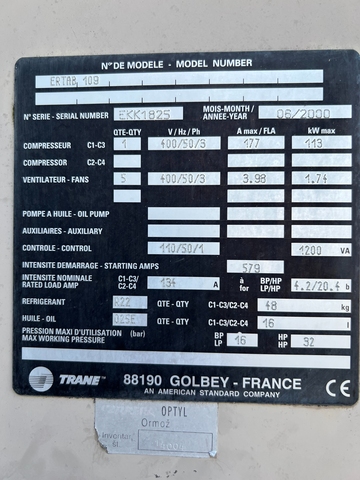 N° DE MODELE - MODEL NUMBER
ERTAB 109
N° SERIE - SERIAL NUMBER EKK1825 MOIS-MONTH/ ANNEE-YEAR 06/2000
QTE-QTY V / Hz / Ph A max / FLA kW max
COMPRESSEUR C1-C3 1 400/50/3 177 113
COMPRESSOR C2-C4
VENTILATEUR - FANS 5 400/50/3 3.98 1.74
POMPE A HUILE - OIL PUMP
AUXILIAIRES - AUXILIARY
CONTROLE - CONTROL 110/50/1 1200 VA
INTENSITE DEMARRAGE - STARTING AMPS 579
INTENSITE NOMINALE C1-C3/ à BP/HP
RATED LOAD AMP C2-C4 134 A for LP/HP 4.2/20.4 b
REFRIGERANT R22 QTE - QTY C1-C3/C2-C4 48 kg
HUILE - OIL QTE - QTY C1-C3/C2-C4 16 l
PRESSION MAXI D'UTILISATION (bar) BP HP
MAX WORKING PRESSURE LP 16 HP 32
TRANE 88190 GOLBEY - FRANCE CE
AN AMERICAN STANDARD COMPANY
OPTYL
Ormož
Inventar.
št.